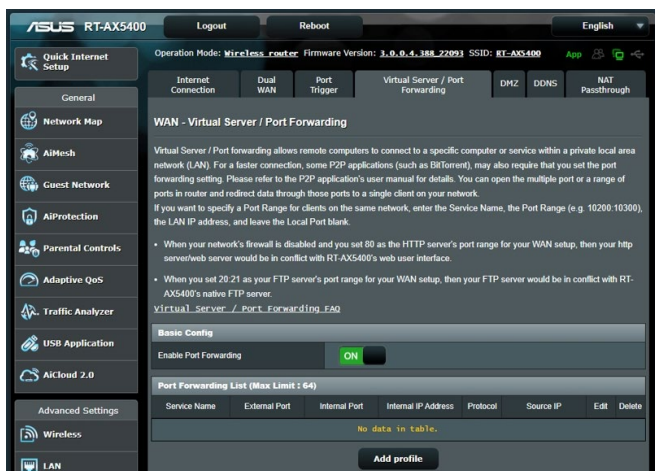 ASUS RT-AX5400 Logout Reboot English
Quick Internet Setup
General
Network Map
AiMesh
Guest Network
AiProtection
Parental Controls
Adaptive QoS
Traffic Analyzer
USB Application
AiCloud 2.0
Advanced Settings
Wireless
LAN
Operation Mode: Wireless router Firmware Version: 3.0.0.4.388_22093 SSID: RT-AX5400 App
Internet Connection Dual WAN Port Trigger Virtual Server / Port Forwarding DMZ DDNS NAT Passthrough
WAN - Virtual Server / Port Forwarding
Virtual Server / Port forwarding allows remote computers to connect to a specific computer or service within a private local area
network (LAN). For a faster connection, some P2P applications (such as BitTorrent), may also require that you set the port
forwarding setting. Please refer to the P2P application's user manual for details. You can open the multiple port or a range of
ports in router and redirect data through those ports to a single client on your network.
If you want to specify a Port Range for clients on the same network, enter the Service Name, the Port Range (e.g. 10200:10300),
the LAN IP address, and leave the Local Port blank.
• When your network's firewall is disabled and you set 80 as the HTTP server's port range for your WAN setup, then your http
server/web server would be in conflict with RT-AX5400's web user interface.
• When you set 20:21 as your FTP server's port range for your WAN setup, then your FTP server would be in conflict with RT-
AX5400's native FTP server.
Virtual Server / Port Forwarding FAQ
Basic Config
Enable Port Forwarding ON
Port Forwarding List (Max Limit : 64)
Service Name External Port Internal Port Internal IP Address Protocol Source IP Edit Delete
No data in table.
Add profile